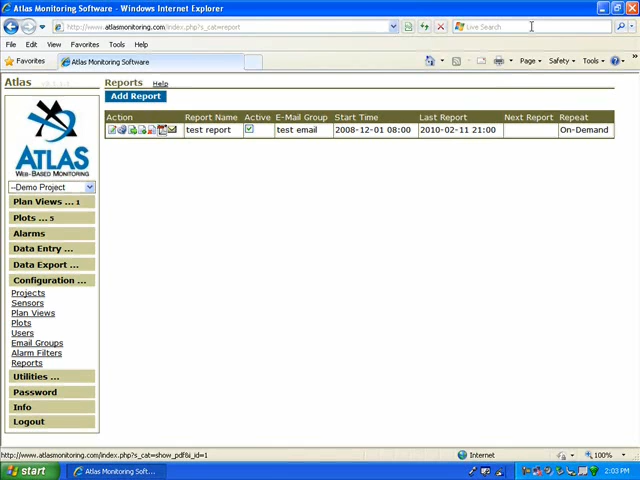 Atlas Monitoring Software - Windows Internet Explorer
http://www.atlasmonitoring.com/index.php?s_cat=report
Live Search
File Edit View Favorites Tools Help
Favorites Atlas Monitoring Software
Page Safety Tools
Atlas
Reports Help
Add Report
Action Report Name Active E-Mail Group Start Time Last Report Next Report Repeat
test report test email 2008-12-01 08:00 2010-02-11 21:00 On-Demand
ATLAS
WEB-BASED MONITORING
--Demo Project
Plan Views ... 1
Plots ... 5
Alarms
Data Entry ...
Data Export ...
Configuration ...
Projects
Sensors
Plan Views
Plots
Users
Email Groups
Alarm Filters
Reports
Utilities ...
Password
Info
Logout
http://www.atlasmonitoring.com/index.php?s_cat=show_pdf&i_id=1
Internet
100%
start
Atlas Monitoring Soft...
2:03 PM